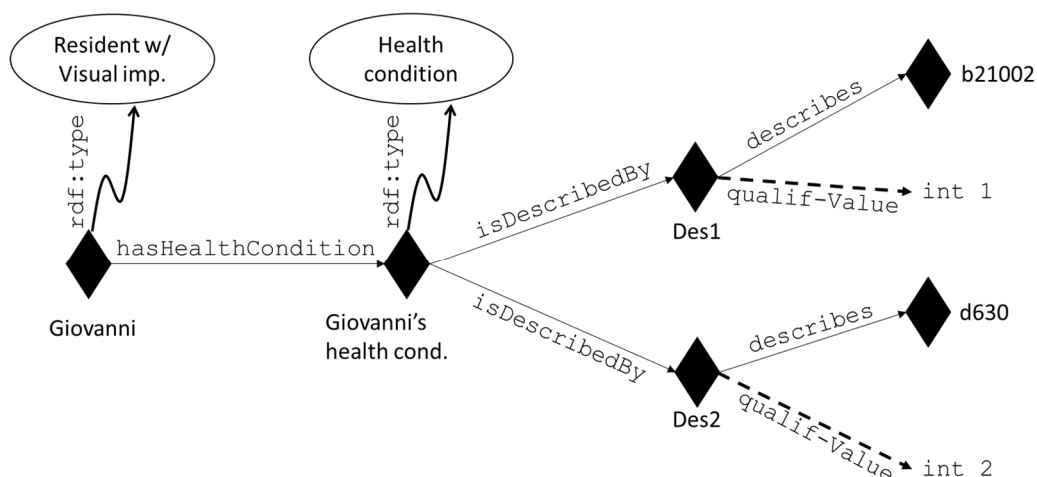 Resident w/
Visual imp.
Health
condition
rdf:type
rdf:type
describes
b21002
isDescribedBy
qualif-Value
int 1
Des1
hasHealthCondition
Giovanni
Giovanni's
health cond.
isDescribedBy
describes
d630
Des2
qualif-Value
int 2